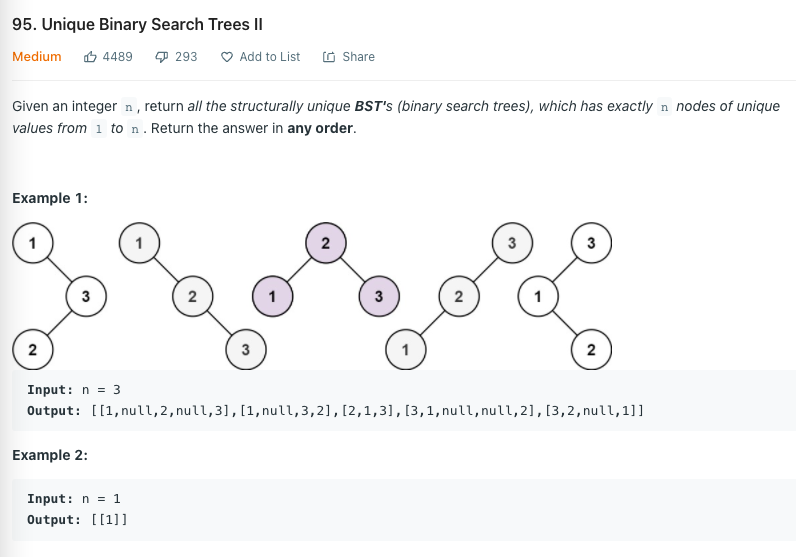 95. Unique Binary Search Trees II
Medium 4489 293 Add to List Share
Given an integer n, return all the structurally unique BST's (binary search trees), which has exactly n nodes of unique
values from 1 to n. Return the answer in any order.
Example 1:
1 1 2 3 3
3 2 1 3 2 1
2 3 1 2
Input: n = 3
Output: [[1,null,2,null,3],[1,null,3,2],[2,1,3],[3,1,null,null,2],[3,2,null,1]]
Example 2:
Input: n = 1
Output: [[1]]